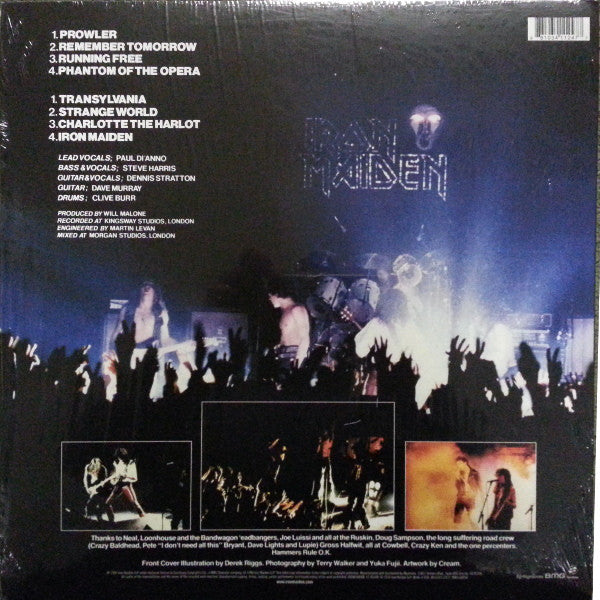 1.PROWLER
2.REMEMBER TOMORROW
3.RUNNING FREE
4.PHANTOM OF THE OPERA
1.TRANSYLVANIA
2.STRANGE WORLD
3.CHARLOTTE THE HARLOT
4.IRON MAIDEN
LEAD VOCALS; PAUL DI'ANNO
BASS & VOCALS; STEVE HARRIS
GUITAR & VOCALS; DENNIS STRATTON
GUITAR; DAVE MURRAY
DRUMS; CLIVE BURR
PRODUCED BY WILL MALONE
RECORDED AT KINGSWAY STUDIOS, LONDON
ENGINEERED BY MARTIN LEVAN
MIXED AT MORGAN STUDIOS, LONDON
IRON
MAIDEN
Thanks to Neal, Loonhouse and the Bandwagon 'eadbangers, Joe Luissi and all at the Ruskin, Doug Sampson, the long suffering road crew
(Crazy Baldhead, Pete "I don't need all this" Bryant, Dave Lights and Lupie) Gross Halfwit, all at Cowbell, Crazy Ken and the one percenters.
Hammers Rule O.K.
Front Cover Illustration by Derek Riggs. Photography by Terry Walker and Yuka Fujii. Artwork by Cream.
BMG